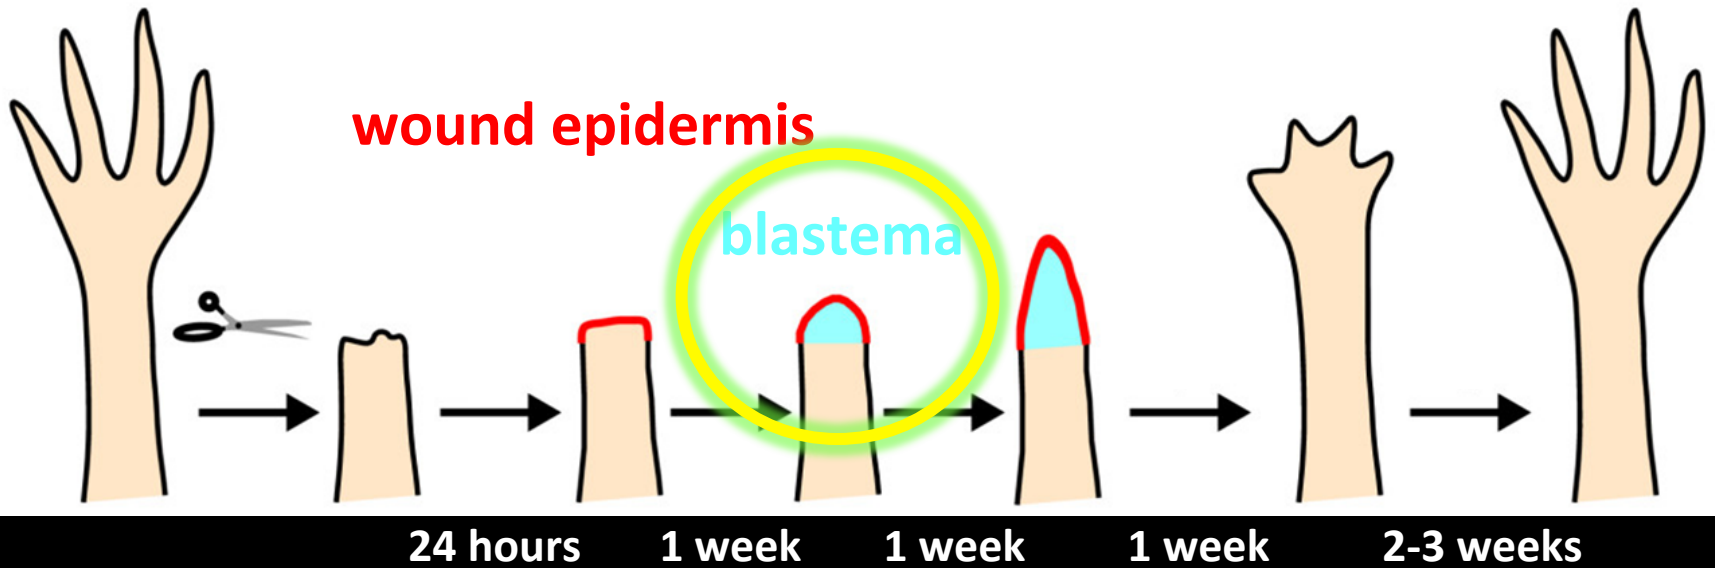 wound epidermis
blastema
24 hours
1 week
1 week
1 week
2-3 weeks